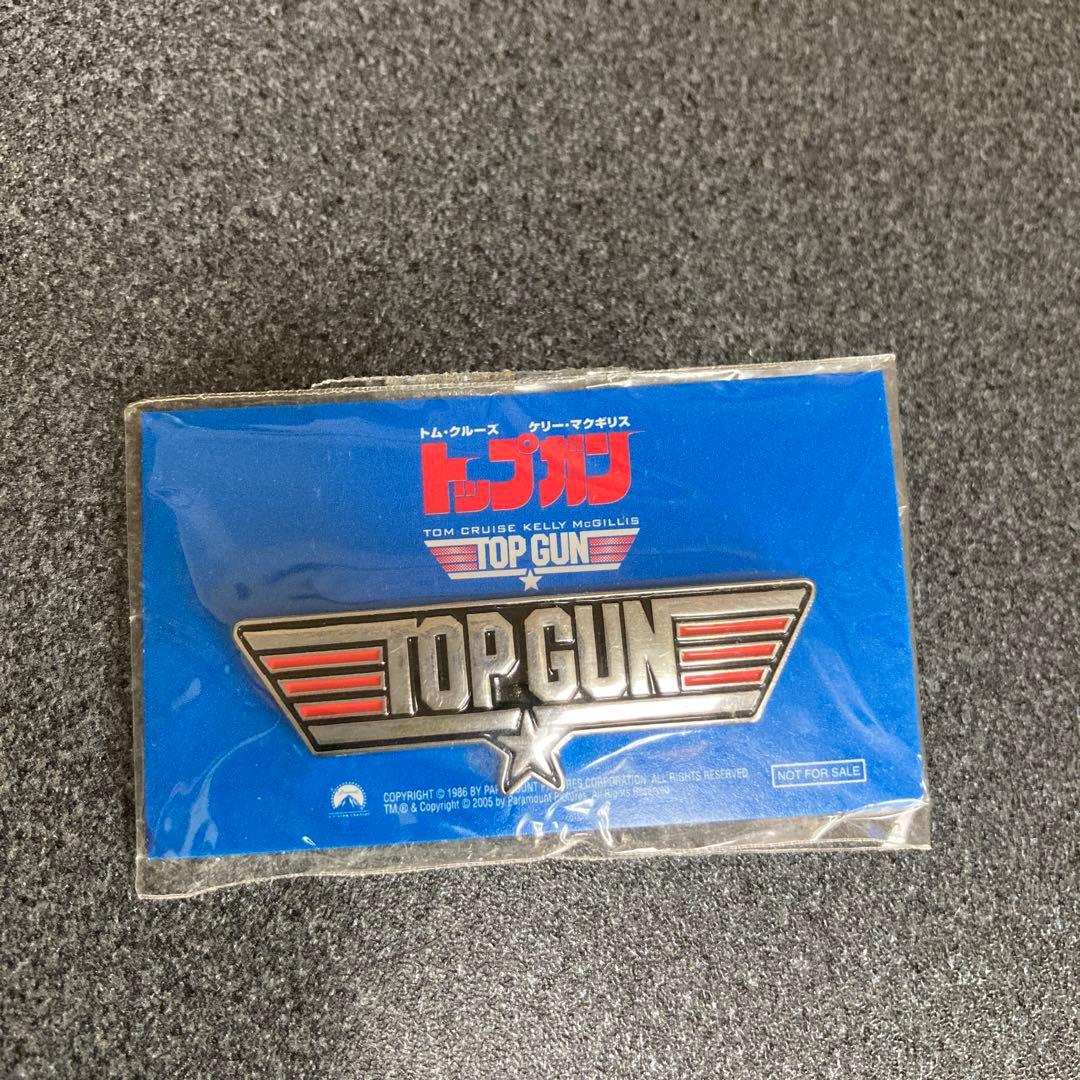 トム・クルーズ ケリー・マクギリス
トップガン
TOM CRUISE KELLY McGILLIS
TOP GUN
TOP GUN
COPYRIGHT © 1986 BY PARAMOUNT PICTURES CORPORATION. ALL RIGHTS RESERVED
TM,® & Copyright © 2005 by Paramount Pictures. All Rights Reserved.
NOT FOR SALE